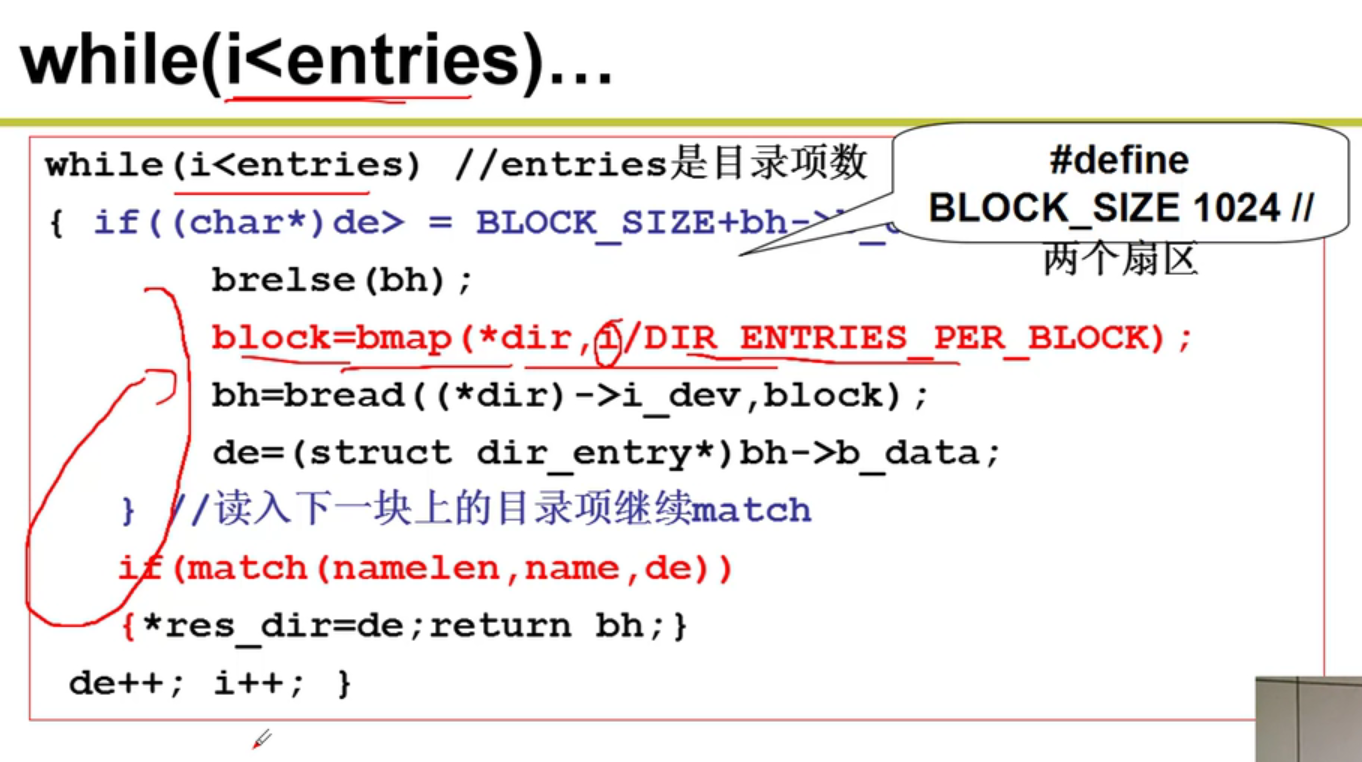 while(i<entries)…
while(i<entries) //entries是目录项数
#define
BLOCK_SIZE 1024 //
两个扇区
{ if((char*)de> = BLOCK_SIZE+bh->
brelse(bh);
block=bmap(*dir,i/DIR_ENTRIES_PER_BLOCK);
bh=bread((*dir)->i_dev,block);
de=(struct dir_entry*)bh->b_data;
} //读入下一块上的目录项继续match
if(match(namelen,name,de))
{*res_dir=de;return bh;}
de++; i++; }